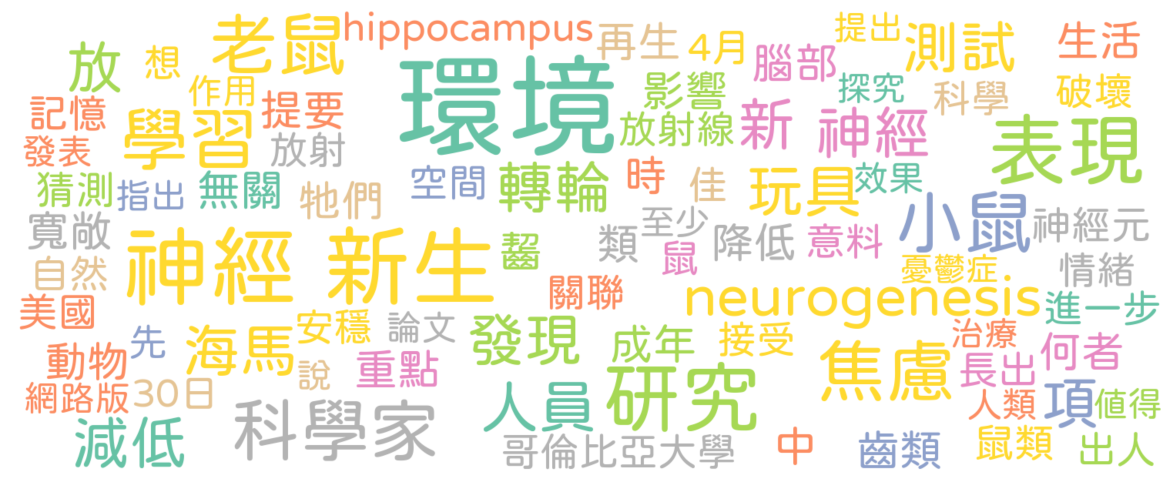 老鼠 hippocampus 再生 4月 提出 測試 生活
放 想 作用 環境 影響 腦部 探究 科學 破壞
記憶 學習 提要 放射線 新 神經 表現
發表 放射
猜測 指出 無關 牠們 空間 轉輪 時 佳 玩具 效果 小鼠
寬敞 神經 新生 齧 類 至少 鼠 降低 意料 神經元
自然 關聯 neurogenesis 憂鬱症. 情緒
美國 先 海馬 安穩 論文 發現 成年 接受 治療 進一步
動物 說 重點 研究 焦慮 長出 何者
網路版 30日 人員 人類 項 值得
減低 科學家 哥倫比亞大學 中 齒類 鼠類 出人